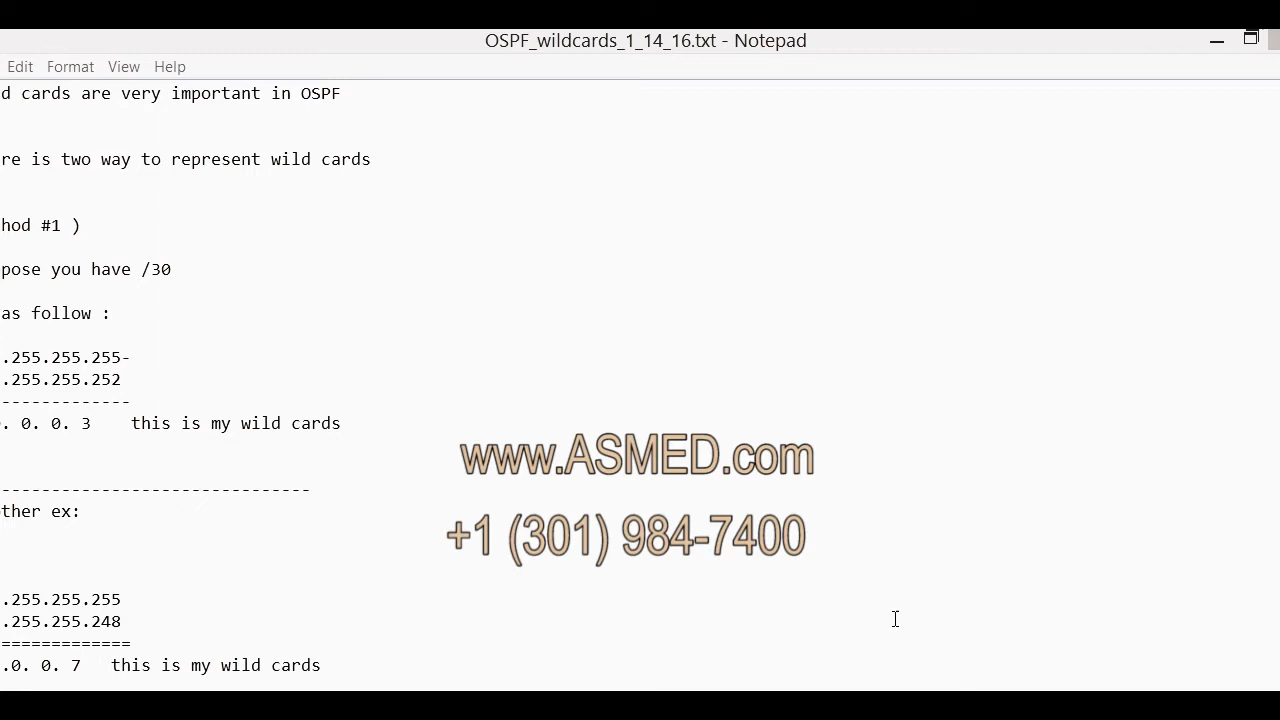 OSPF_wildcards_1_14_16.txt - Notepad
Edit Format View Help
d cards are very important in OSPF
re is two way to represent wild cards
hod #1 )
pose you have /30
as follow :
.255.255.255-
.255.255.252
-------------
. 0. 0. 3    this is my wild cards
-------------------------------
ther ex:
.255.255.255
.255.255.248
=============
.0. 0. 7   this is my wild cards
www.ASMED.com
+1 (301) 984-7400